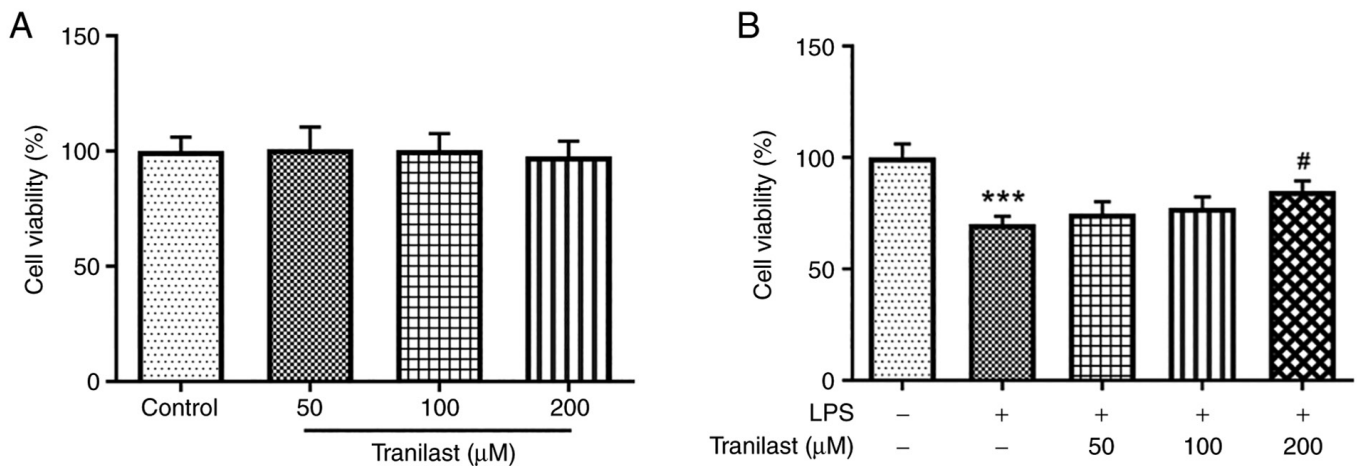 A
Cell viability (%)
150
100
50
0
Control 50 100 200
Tranilast (μM)
B
Cell viability (%)
150
100
50
0
***
#
LPS – + + + +
Tranilast (μM) – – 50 100 200